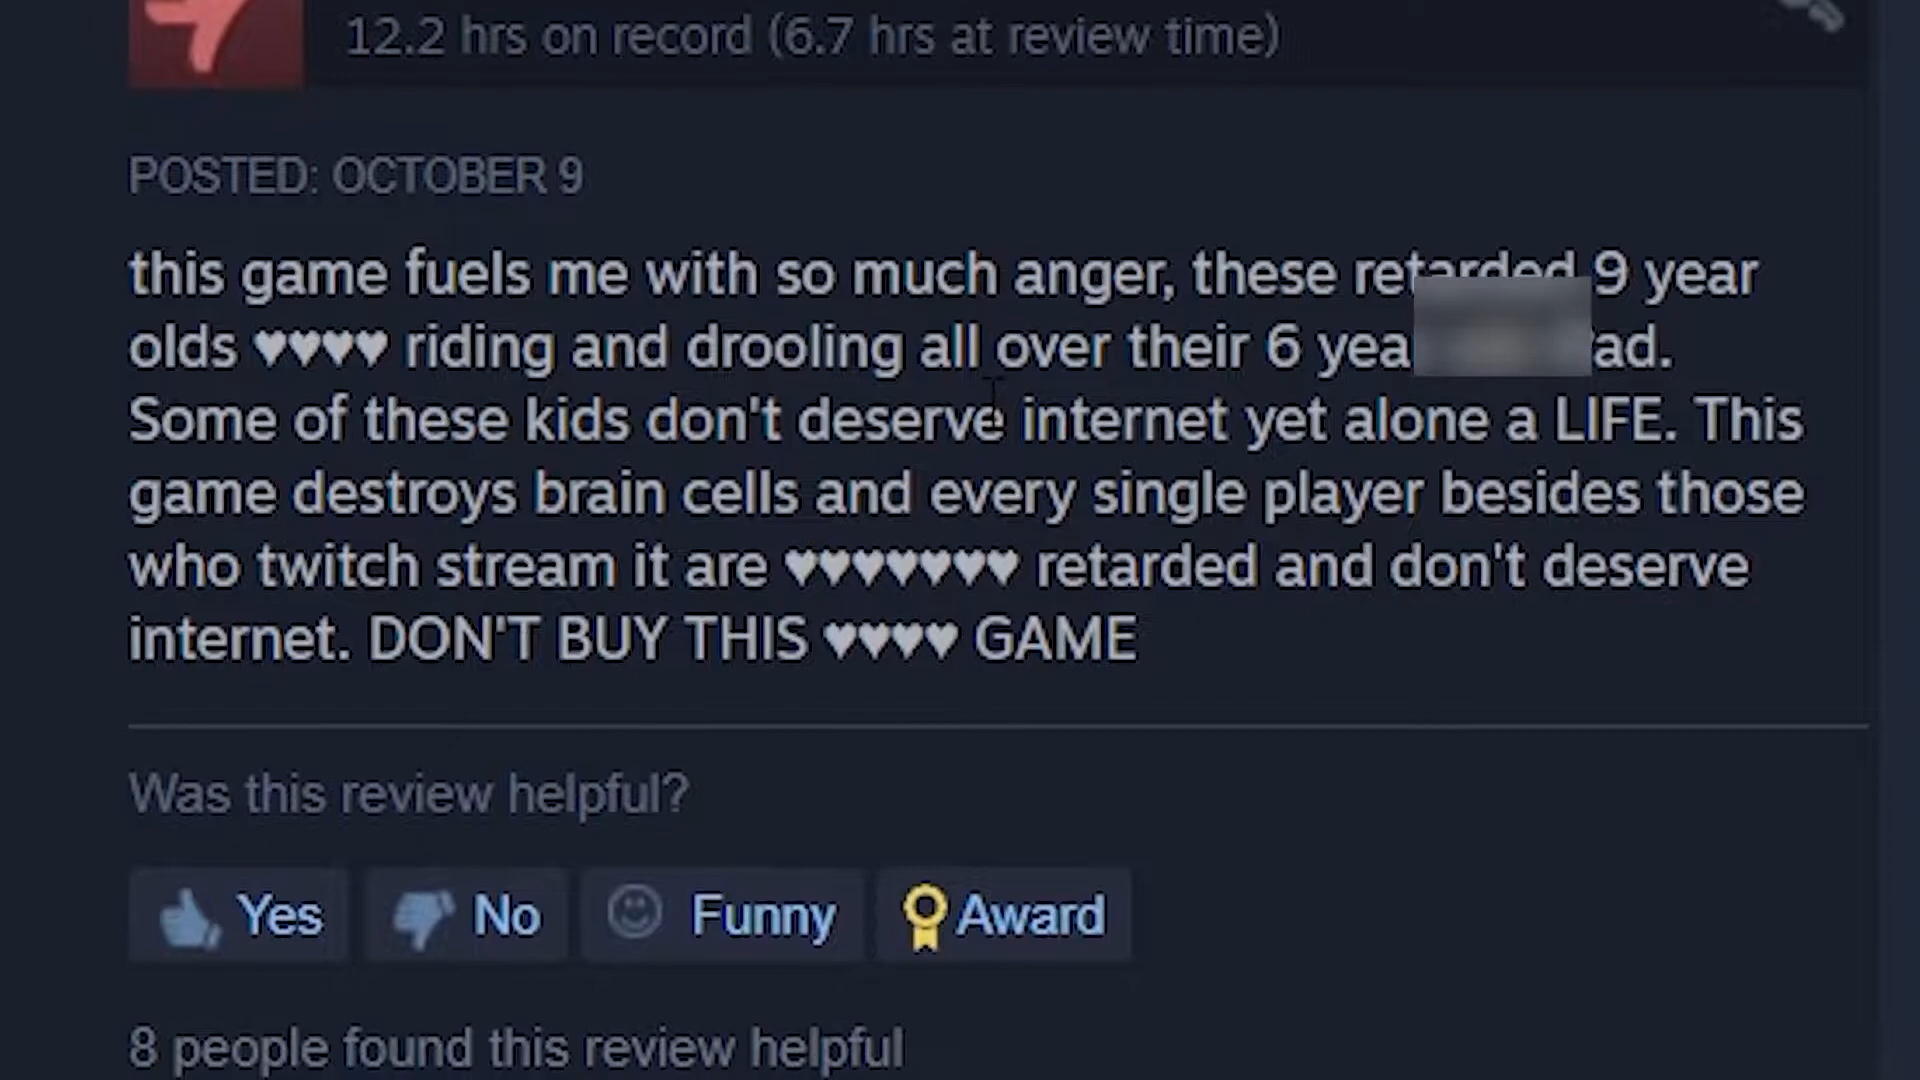 12.2 hrs on record (6.7 hrs at review time)
POSTED: OCTOBER 9
this game fuels me with so much anger, these retarded 9 year
olds ♥♥♥♥ riding and drooling all over their 6 yea ad.
Some of these kids don't deserve internet yet alone a LIFE. This
game destroys brain cells and every single player besides those
who twitch stream it are ♥♥♥♥♥♥♥ retarded and don't deserve
internet. DON'T BUY THIS ♥♥♥♥ GAME
Was this review helpful?
Yes No Funny Award
8 people found this review helpful